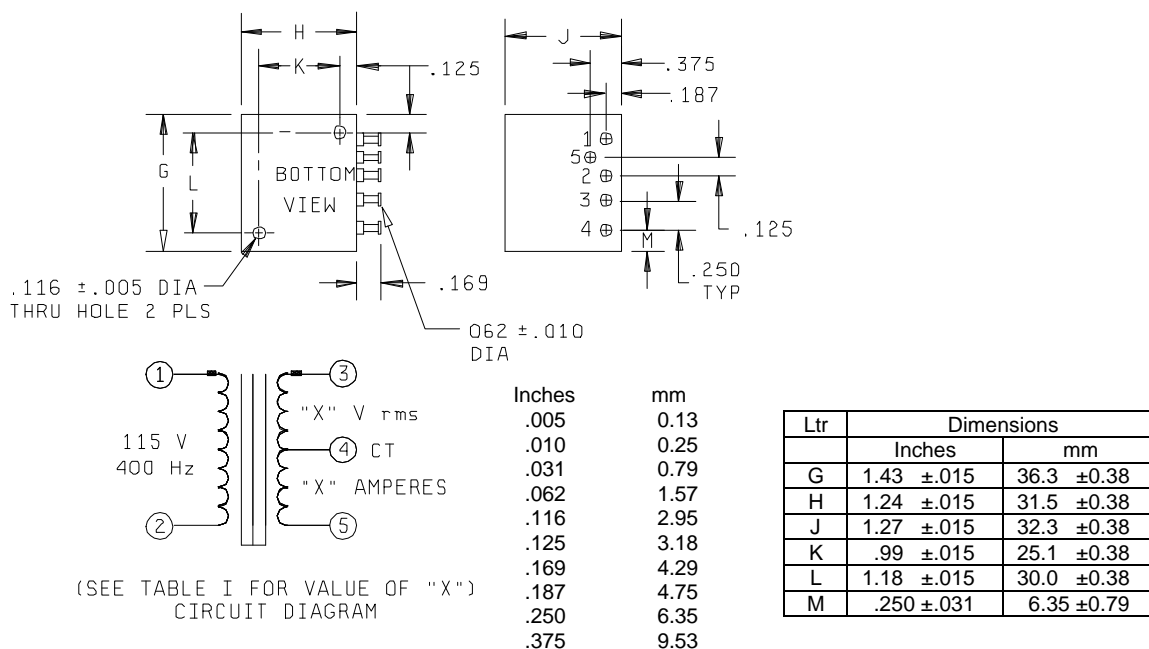 H
J
K
.125
.375
.187
1
5
2
3
4
G
L
BOTTOM
VIEW
M
.125
.250
TYP
.116 ±.005 DIA
THRU HOLE 2 PLS
.169
062 ±.010
DIA
1
3
"X" V rms
115 V
400 Hz
4 CT
"X" AMPERES
2
5
(SEE TABLE I FOR VALUE OF "X")
CIRCUIT DIAGRAM
Inches mm
.005 0.13
.010 0.25
.031 0.79
.062 1.57
.116 2.95
.125 3.18
.169 4.29
.187 4.75
.250 6.35
.375 9.53
Ltr Dimensions
Inches mm
G 1.43 ±.015 36.3 ±0.38
H 1.24 ±.015 31.5 ±0.38
J 1.27 ±.015 32.3 ±0.38
K .99 ±.015 25.1 ±0.38
L 1.18 ±.015 30.0 ±0.38
M .250 ±.031 6.35 ±0.79